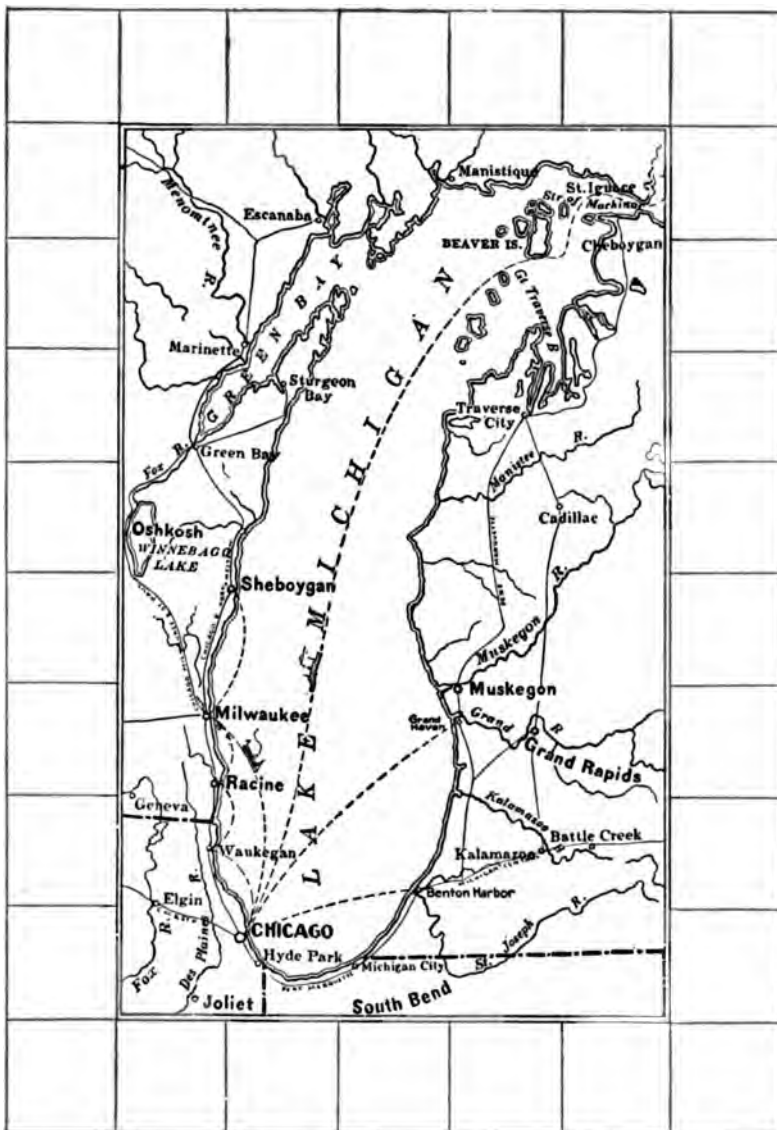 Manistique
St. Ignace
Menominee
R.
Escanaba
Str.
Mackinac
BEAVER IS.
Cheboygan
GREEN BAY
Gt Traverse B
Marinette
Sturgeon
Bay
LAKE MICHIGAN
Traverse
City
Fox R.
Green Bay
Manistee R.
Oshkosh
Cadillac
WINNEBAGO
LAKE
Sheboygan
Muskegon R.
Muskegon
Milwaukee
Grand
Haven
Grand R
Grand Rapids
Racine
Geneva
Kalamazoo R
Waukegan
Kalamazoo
Battle Creek
Benton Harbor
Elgin
CHICAGO
Fox R.
Des Plaines R.
Hyde Park
Michigan City
St. Joseph R.
Joliet
South Bend